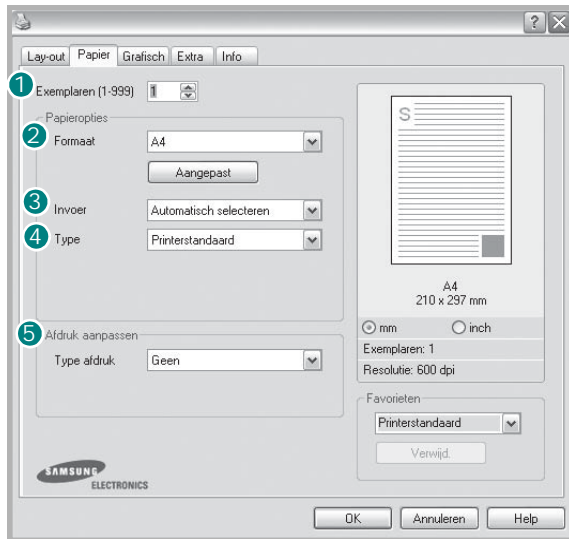 Lay-out Papier Grafisch Extra Info
1 Exemplaren (1-999) 1
Papieropties
2 Formaat A4
Aangepast
3 Invoer Automatisch selecteren
4 Type Printerstandaard
S
A4
210 x 297 mm
mm inch
Exemplaren: 1
Resolutie: 600 dpi
5 Afdruk aanpassen
Type afdruk Geen
Favorieten
Printerstandaard
Verwijd.
SAMSUNG
ELECTRONICS
OK Annuleren Help